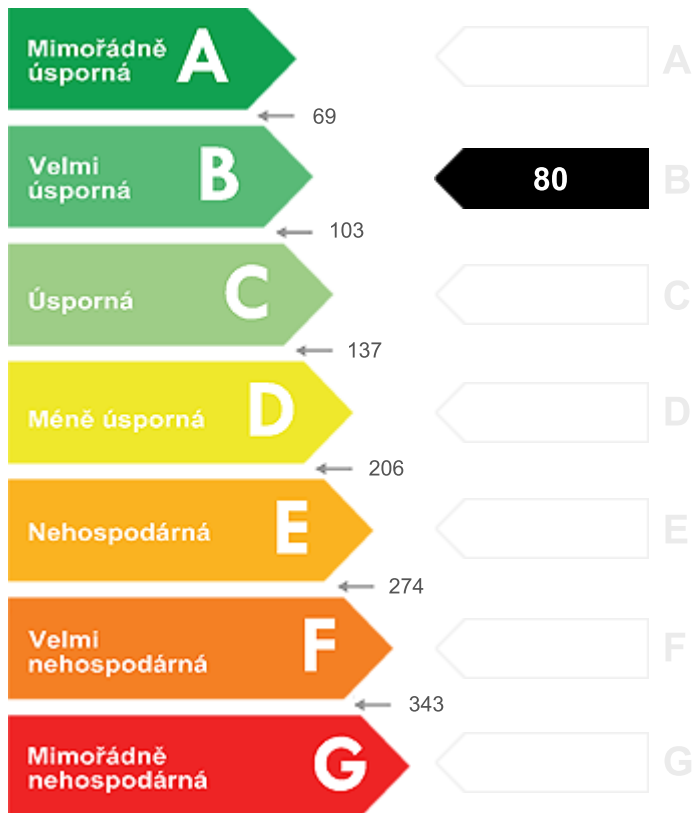 Mimořádně
úsporná
A
A
69
Velmi
úsporná
B
80
B
103
Úsporná
C
C
137
Méně úsporná
D
D
206
Nehospodárná
E
E
274
Velmi
nehospodárná
F
F
343
Mimořádně
nehospodárná
G
G